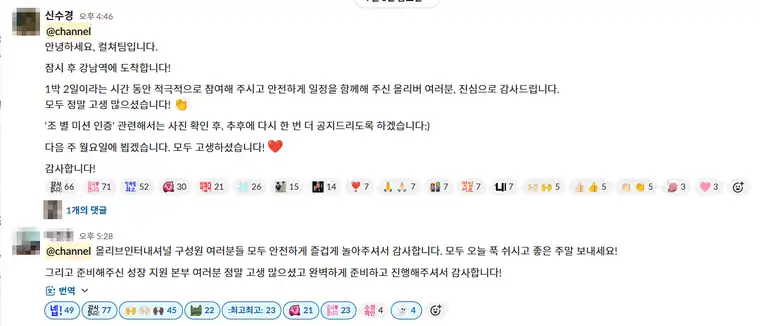 신수경 오후 4:46
@channel
안녕하세요, 컬쳐팀입니다.
잠시 후 강남역에 도착합니다!
1박 2일이라는 시간 동안 적극적으로 참여해 주시고 안전하게 일정을 함께해 주신 올리버 여러분, 진심으로 감사드립니다.
모두 정말 고생 많으셨습니다! 👏
'조 별 미션 인증' 관련해서는 사진 확인 후, 추후에 다시 한 번 더 공지드리도록 하겠습니다:)
다음 주 월요일에 뵙겠습니다. 모두 고생하셨습니다! ❤️
감사합니다!
66 71 52 30 21 26 15 14 7 7 7 7 내 7 5 5 5 3 3
1개의 댓글
오후 5:28
@channel 올리브인터내셔널 구성원 여러분들 모두 안전하게 즐겁게 놀아주셔서 감사합니다. 모두 오늘 푹 쉬시고 좋은 주말 보내세요!
그리고 준비해주신 성장 지원 본부 여러분 정말 고생 많으셨고 완벽하게 준비하고 진행해주셔서 감사합니다!
번역
넵! 49 77 45 22 :최고최고: 23 21 23 수경 확인 4 4